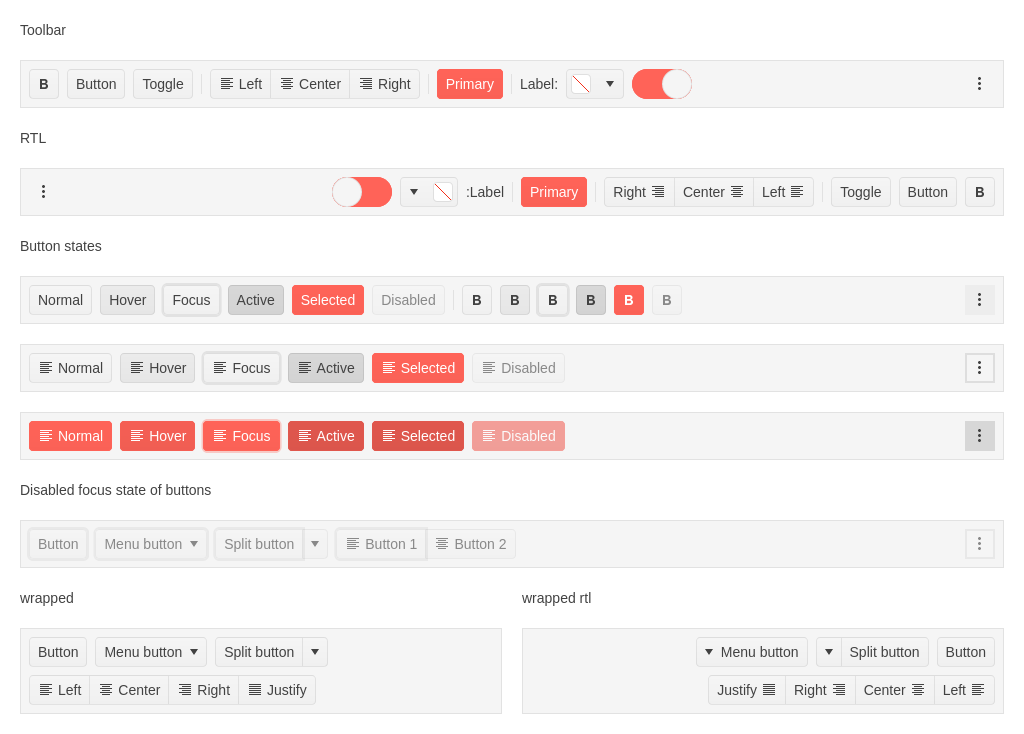 Toolbar
B Button Toggle Left Center Right Primary Label:
RTL
:Label Primary Right Center Left Toggle Button B
Button states
Normal Hover Focus Active Selected Disabled B B B B B B
Normal Hover Focus Active Selected Disabled
Normal Hover Focus Active Selected Disabled
Disabled focus state of buttons
Button Menu button Split button Button 1 Button 2
wrapped
Button Menu button Split button
Left Center Right Justify
wrapped rtl
Menu button Split button Button
Justify Right Center Left